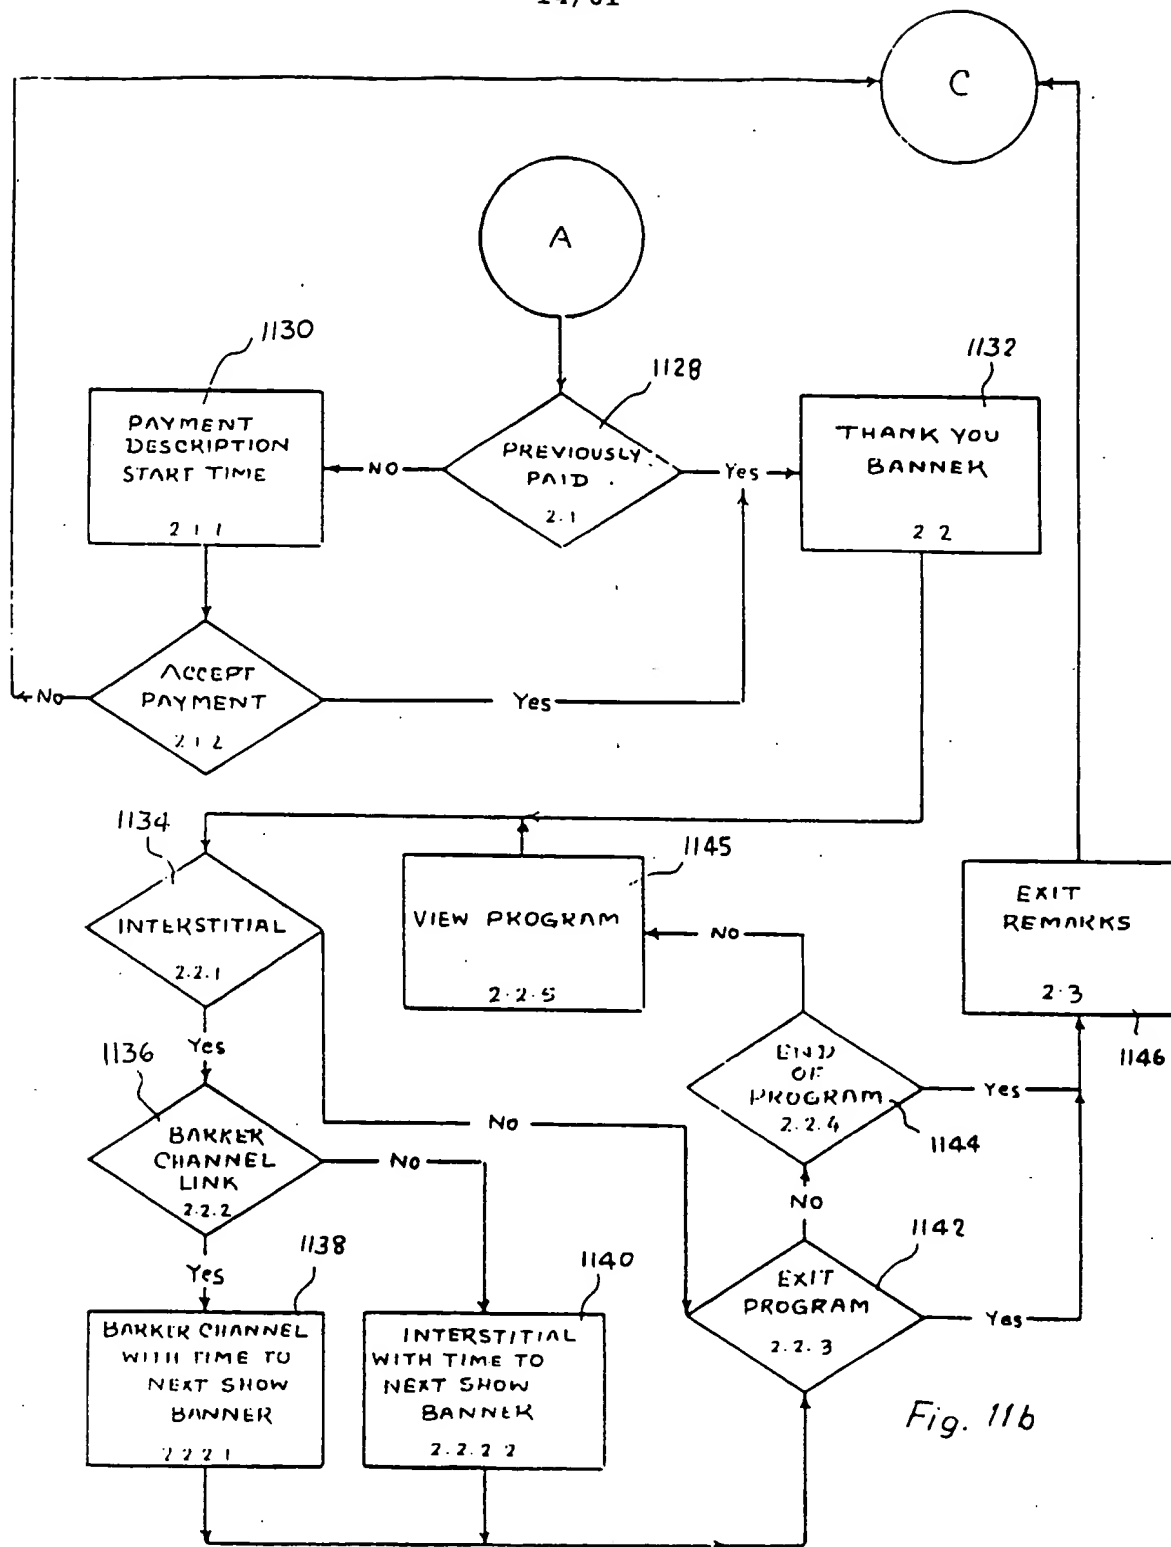 C
A
1130
1128
1132
PAYMENT
DESCRIPTION
START TIME
2 1 1
NO
PREVIOUSLY
PAID
2.1
Yes
THANK YOU
BANNER
2 2
ACCEPT
PAYMENT
2 1 2
No
Yes
1134
INTERSTITIAL
2.2.1
1145
VIEW PROGRAM
2.2.5
NO
EXIT
REMARKS
2.3
1146
Yes
1136
BARKER
CHANNEL
LINK
2.2.2
No
No
END
OF
PROGRAM
2.2.4
Yes
1144
NO
Yes
1138
1140
1142
EXIT
PROGRAM
2.2.3
Yes
BARKER CHANNEL
WITH TIME TO
NEXT SHOW
BANNER
2 2 2 1
INTERSTITIAL
WITH TIME TO
NEXT SHOW
BANNER
2.2.2 2
Fig. 11b